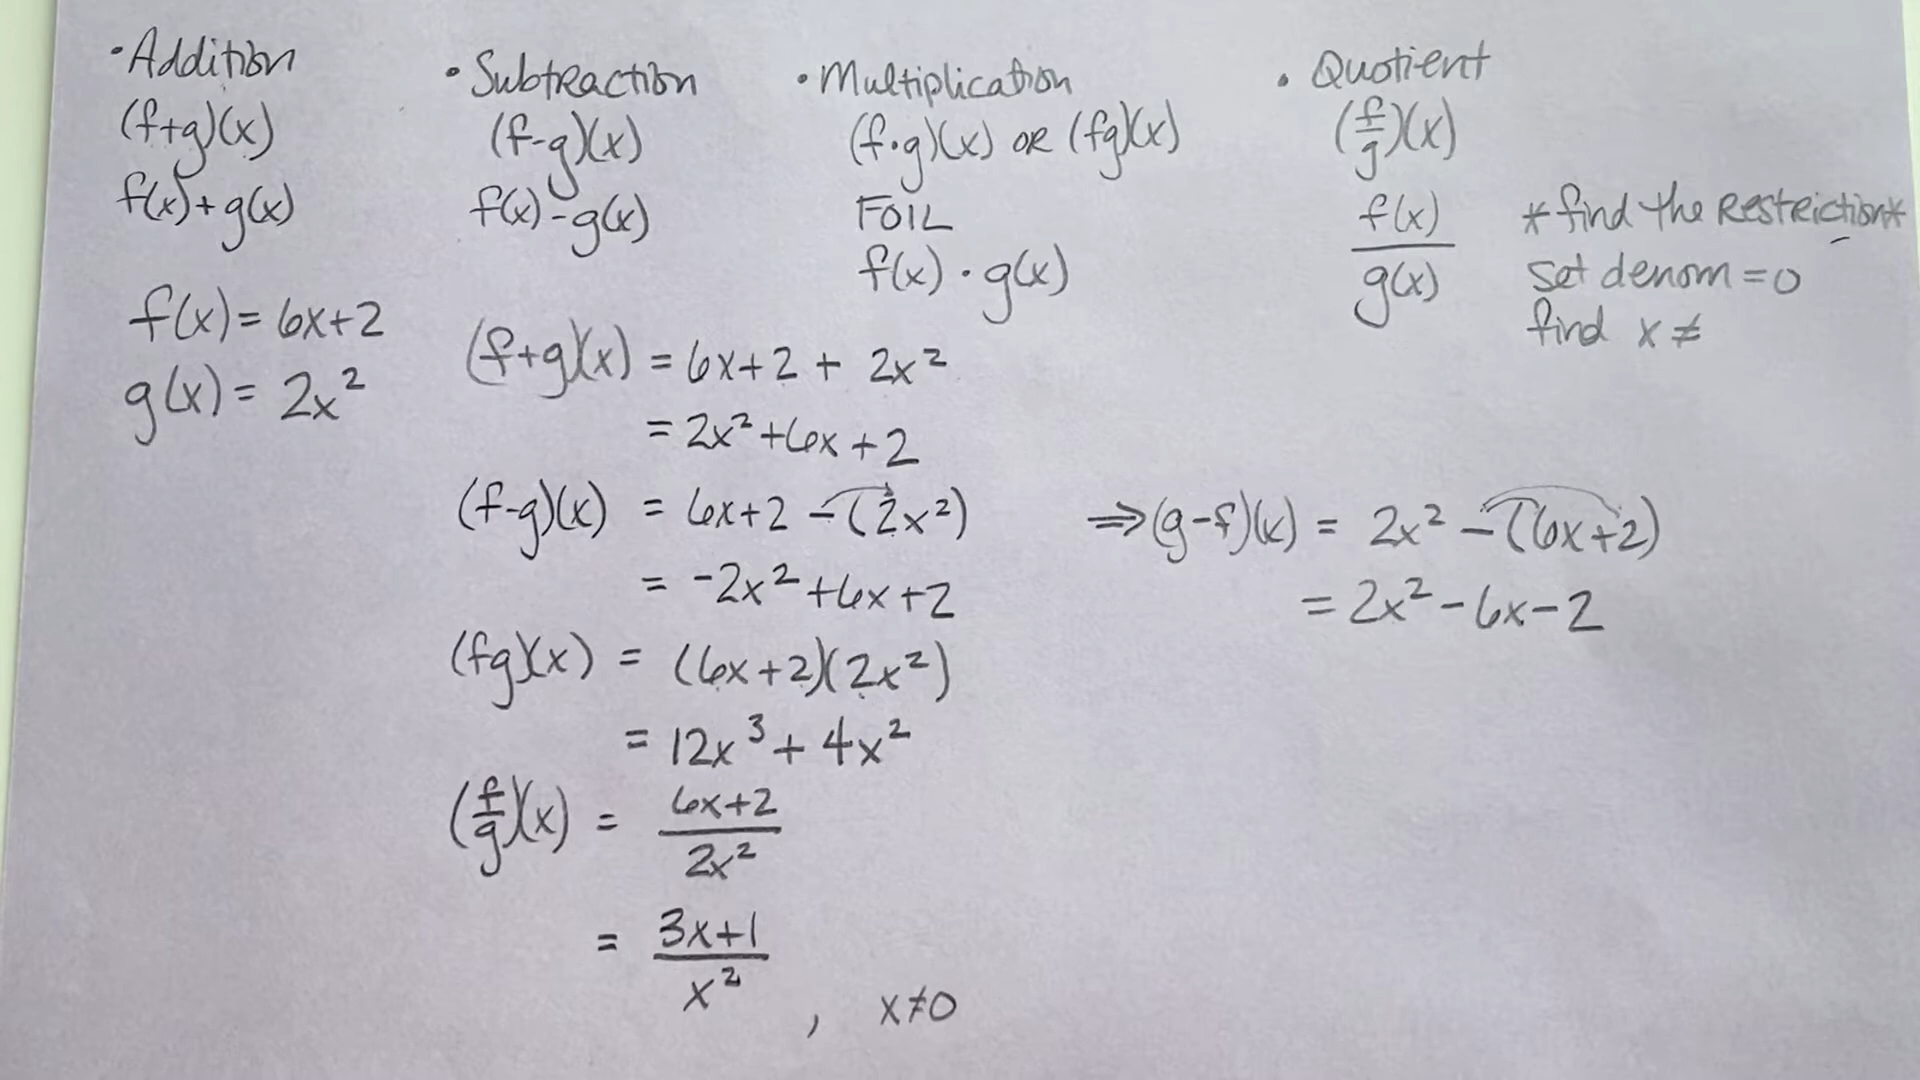 • Addition
(f+g)(x)
f(x)+g(x)
• Subtraction
(f-g)(x)
f(x)-g(x)
• Multiplication
(f•g)(x) OR (fg)(x)
FOIL
f(x) • g(x)
• Quotient
(f/g)(x)
f(x)/g(x)
*find the Restriction*
set denom = 0
find x ≠
f(x) = 6x+2
g(x) = 2x²
(f+g)(x) = 6x+2 + 2x²
= 2x²+6x+2
(f-g)(x) = 6x+2 -(2x²)
= -2x²+6x+2
⇒(g-f)(x) = 2x² -(6x+2)
= 2x²-6x-2
(fg)(x) = (6x+2)(2x²)
= 12x³+4x²
(f/g)(x) = 6x+2/2x²
= 3x+1/x² , x≠0